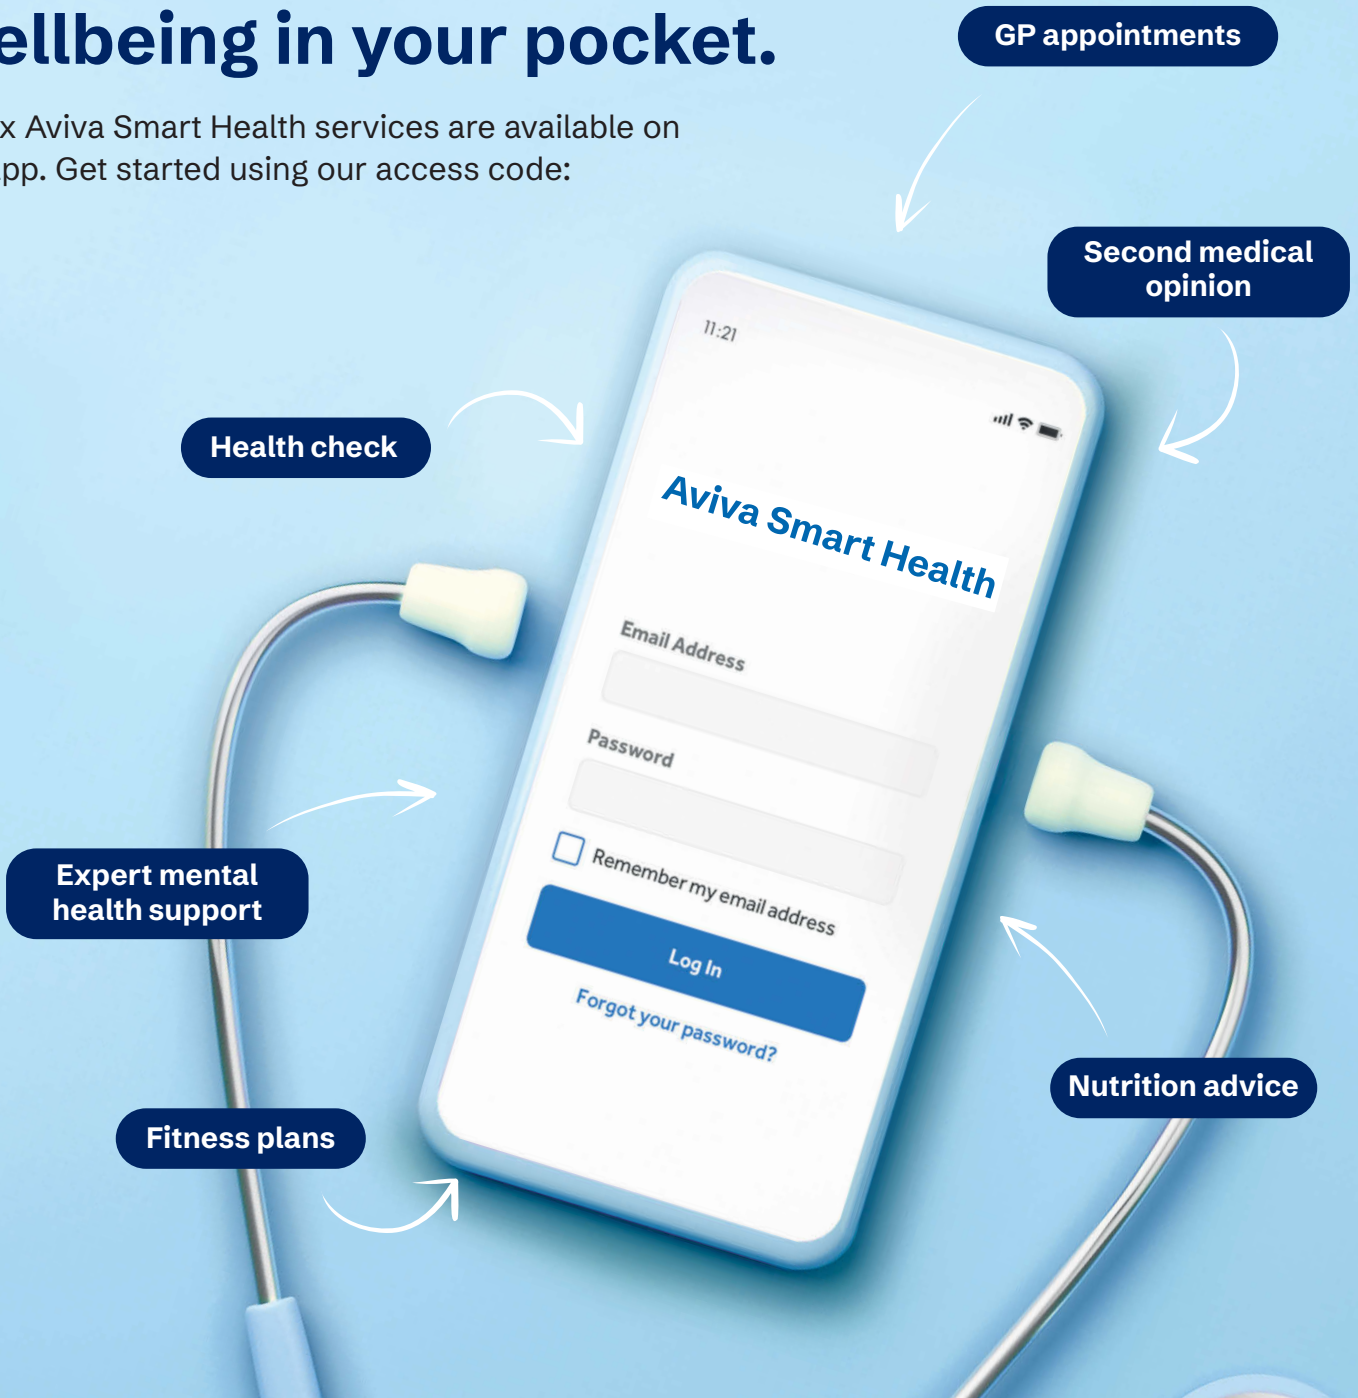 ellbeing in your pocket.
x Aviva Smart Health services are available on
pp. Get started using our access code:
GP appointments
Second medical
opinion
11:21
Health check
Aviva Smart Health
Email Address
Password
Remember my email address
Log In
Forgot your password?
Expert mental
health support
Nutrition advice
Fitness plans